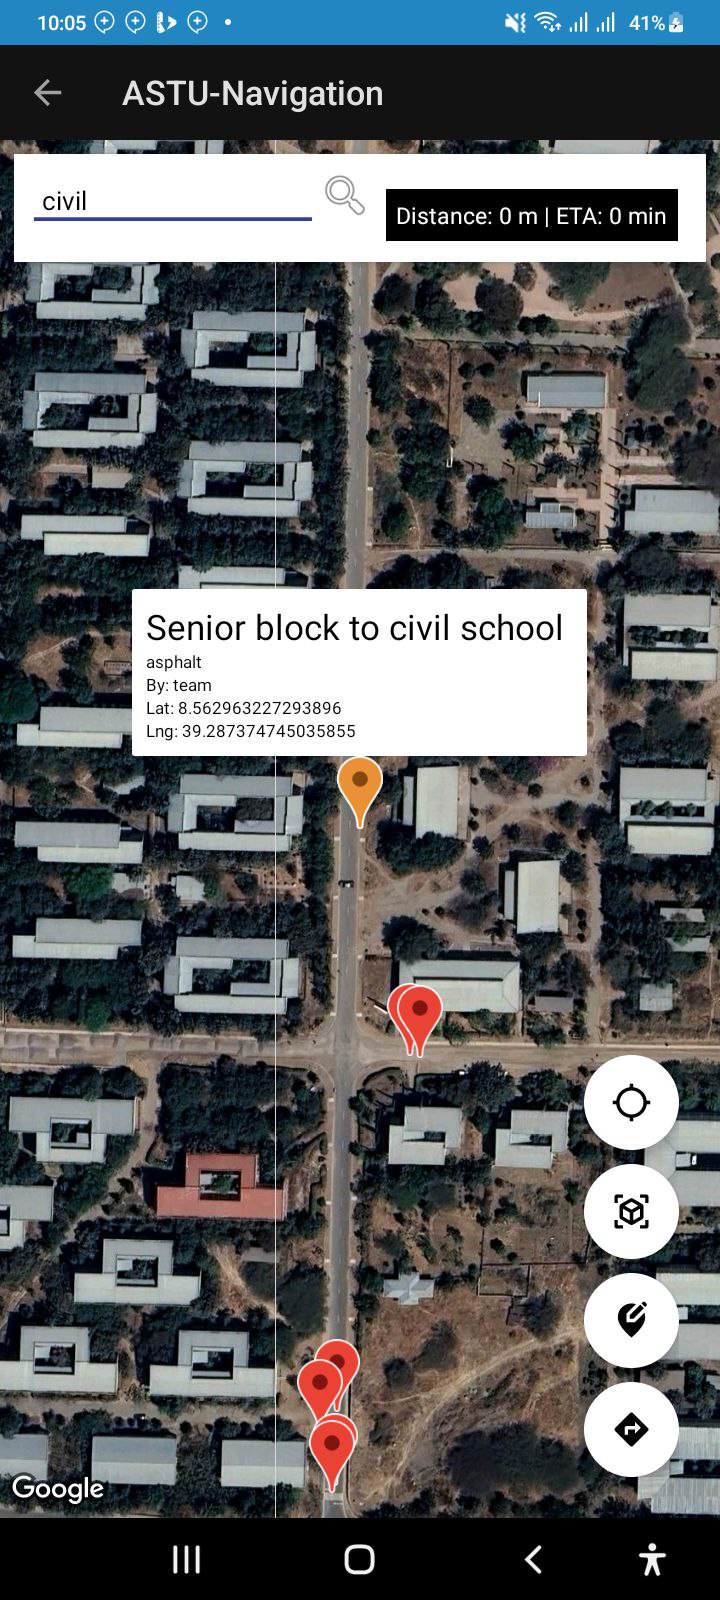 10:05
41%
ASTU-Navigation
civil
Distance: 0 m | ETA: 0 min
Senior block to civil school
asphalt
By: team
Lat: 8.562963227293896
Lng: 39.287374745035855
Google